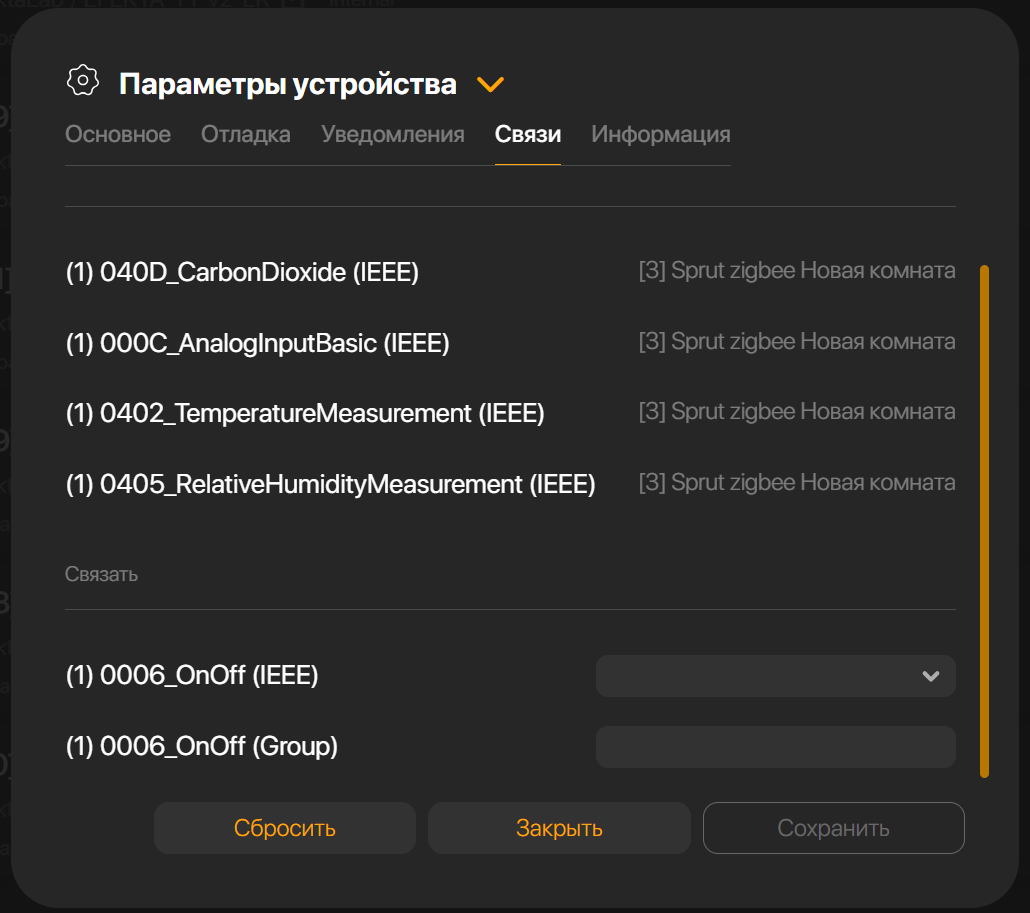 Параметры устройства
Основное Отладка Уведомления Связи Информация
(1) 040D_CarbonDioxide (IEEE) [3] Sprut zigbee Новая комната
(1) 000C_AnalogInputBasic (IEEE) [3] Sprut zigbee Новая комната
(1) 0402_TemperatureMeasurement (IEEE) [3] Sprut zigbee Новая комната
(1) 0405_RelativeHumidityMeasurement (IEEE) [3] Sprut zigbee Новая комната
Связать
(1) 0006_OnOff (IEEE)
(1) 0006_OnOff (Group)
Сбросить Закрыть Сохранить